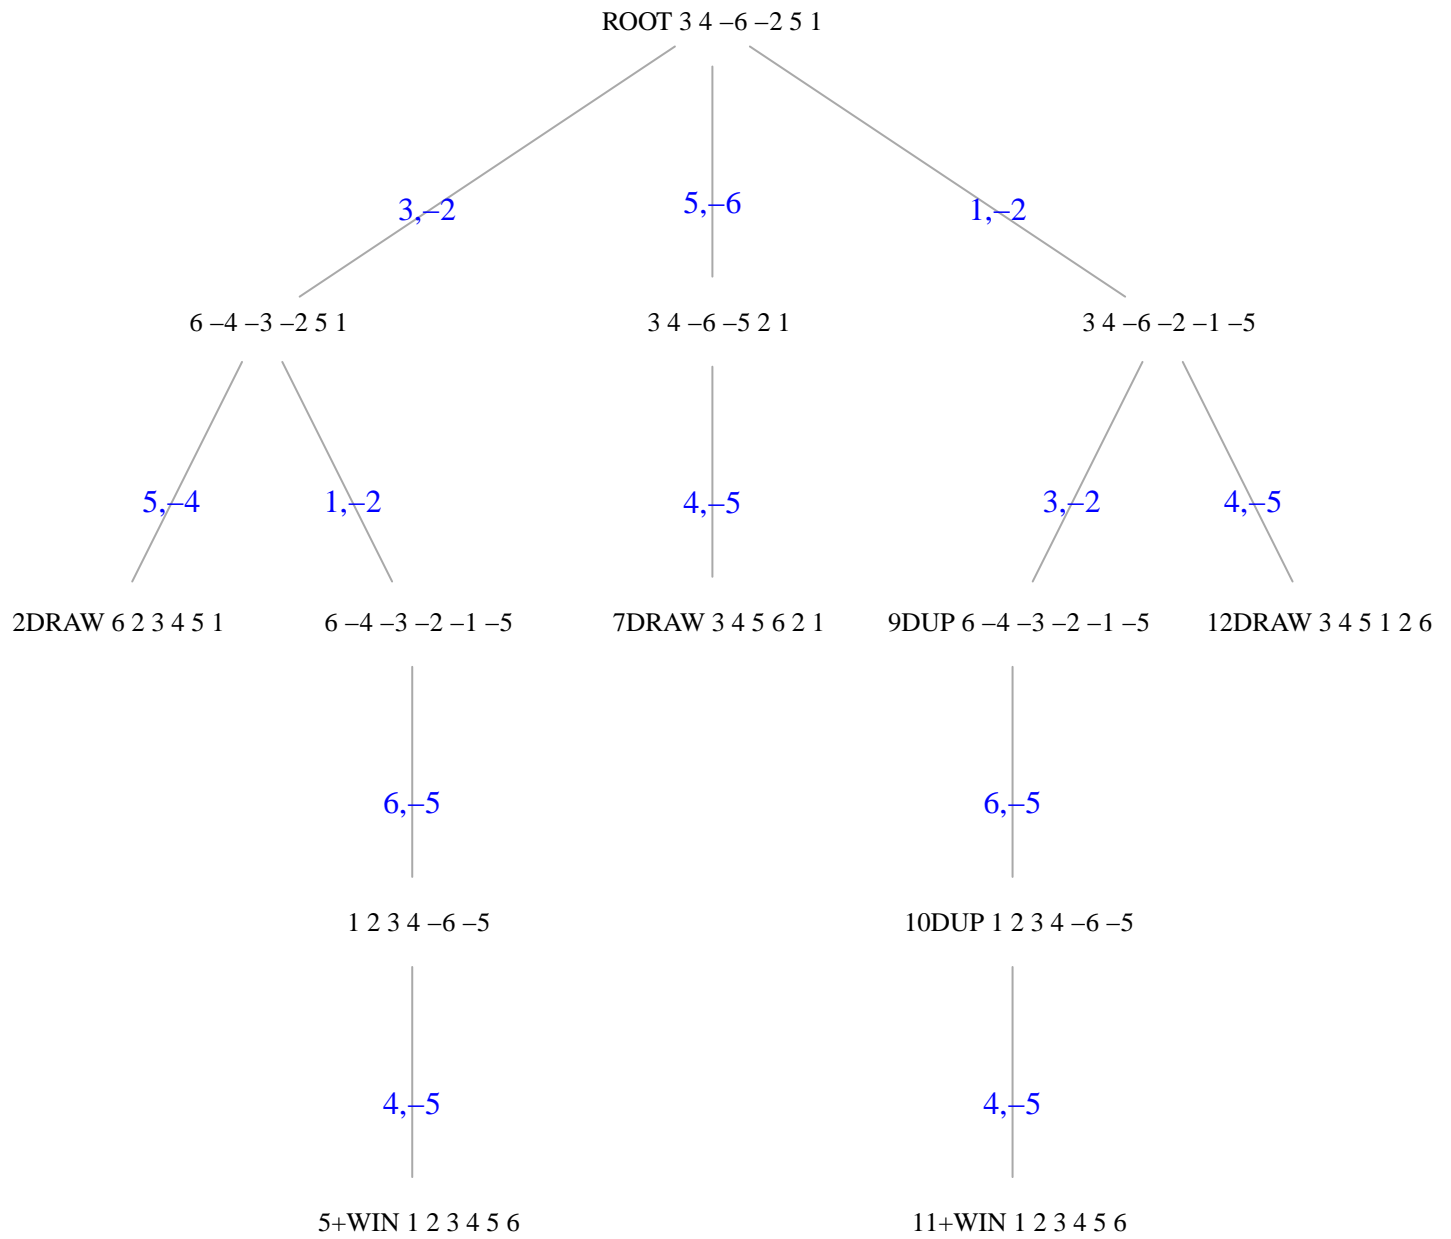 ROOT 3 4 –6 –2 5 1
3,–2
5,–6
1,–2
6 –4 –3 –2 5 1
3 4 –6 –5 2 1
3 4 –6 –2 –1 –5
5,–4
1,–2
4,–5
3,–2
4,–5
2DRAW 6 2 3 4 5 1
6 –4 –3 –2 –1 –5
7DRAW 3 4 5 6 2 1
9DUP 6 –4 –3 –2 –1 –5
12DRAW 3 4 5 1 2 6
6,–5
6,–5
1 2 3 4 –6 –5
10DUP 1 2 3 4 –6 –5
4,–5
4,–5
5+WIN 1 2 3 4 5 6
11+WIN 1 2 3 4 5 6